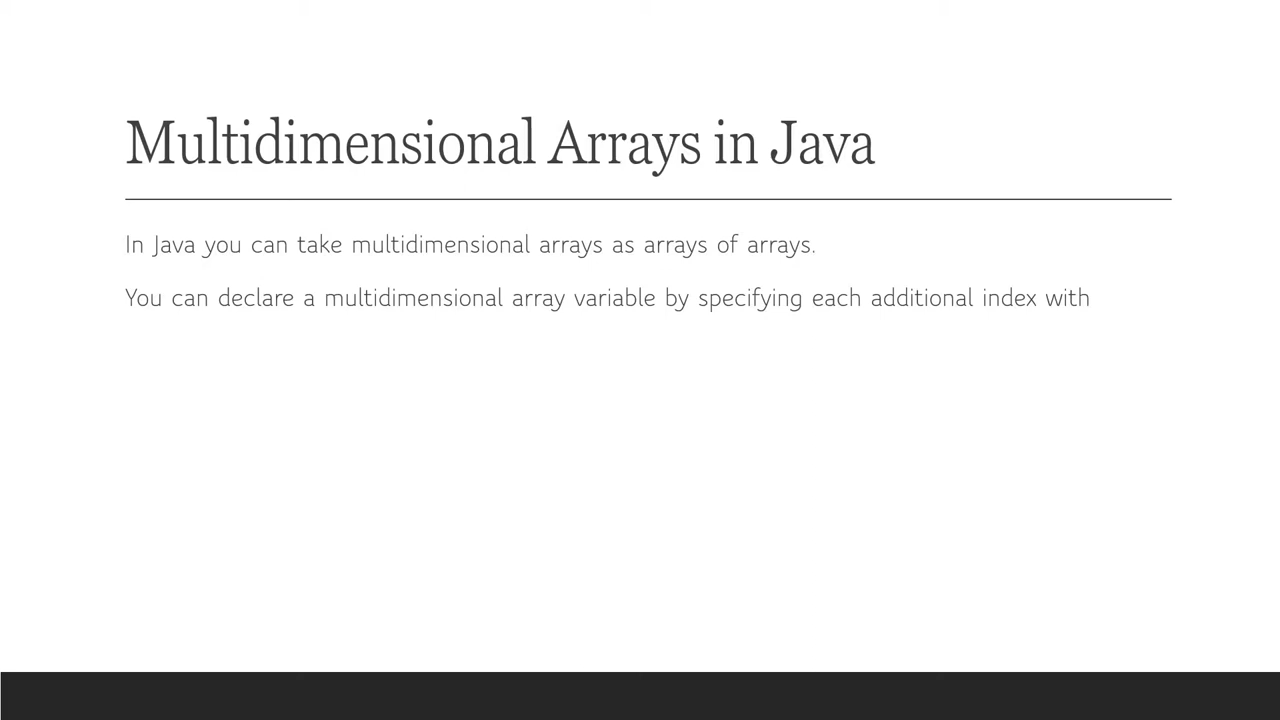 Multidimensional Arrays in Java
In Java you can take multidimensional arrays as arrays of arrays.
You can declare a multidimensional array variable by specifying each additional index with